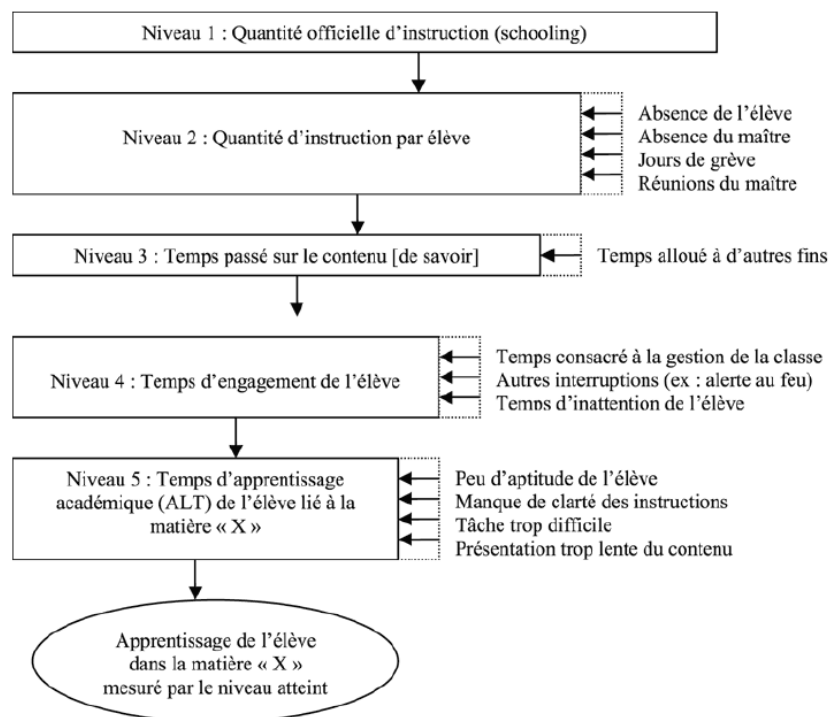 Niveau 1 : Quantité officielle d'instruction (schooling)
Niveau 2 : Quantité d'instruction par élève
Absence de l'élève
Absence du maître
Jours de grève
Réunions du maître
Niveau 3 : Temps passé sur le contenu [de savoir]
Temps alloué à d'autres fins
Niveau 4 : Temps d'engagement de l'élève
Temps consacré à la gestion de la classe
Autres interruptions (ex : alerte au feu)
Temps d'inattention de l'élève
Niveau 5 : Temps d'apprentissage
académique (ALT) de l'élève lié à la
matière « X »
Peu d'aptitude de l'élève
Manque de clarté des instructions
Tâche trop difficile
Présentation trop lente du contenu
Apprentissage de l'élève
dans la matière « X »
mesuré par le niveau atteint